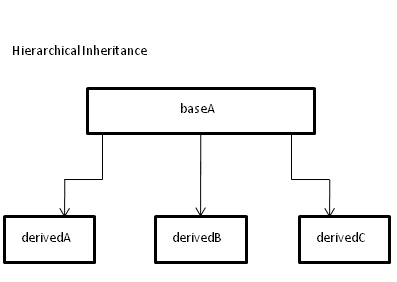 Hierarchical Inheritance
baseA
derivedA
derivedB
derivedC